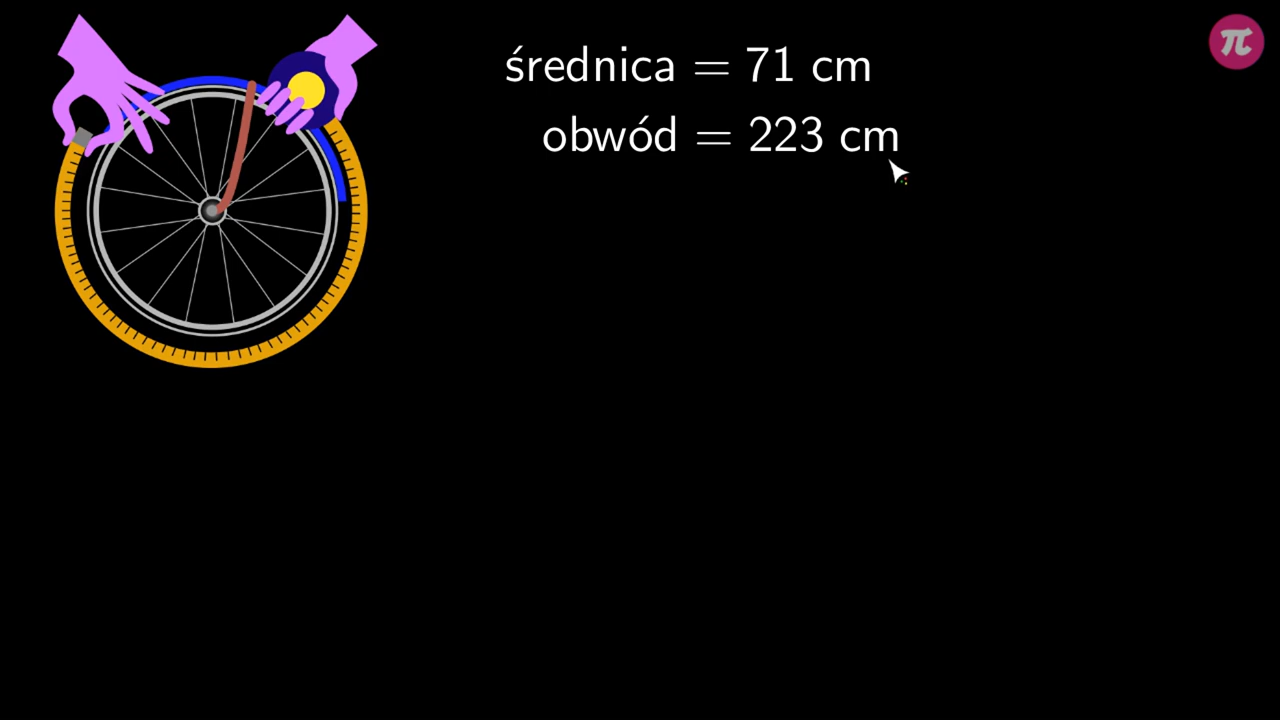 średnica = 71 cm
obwód = 223 cm
π